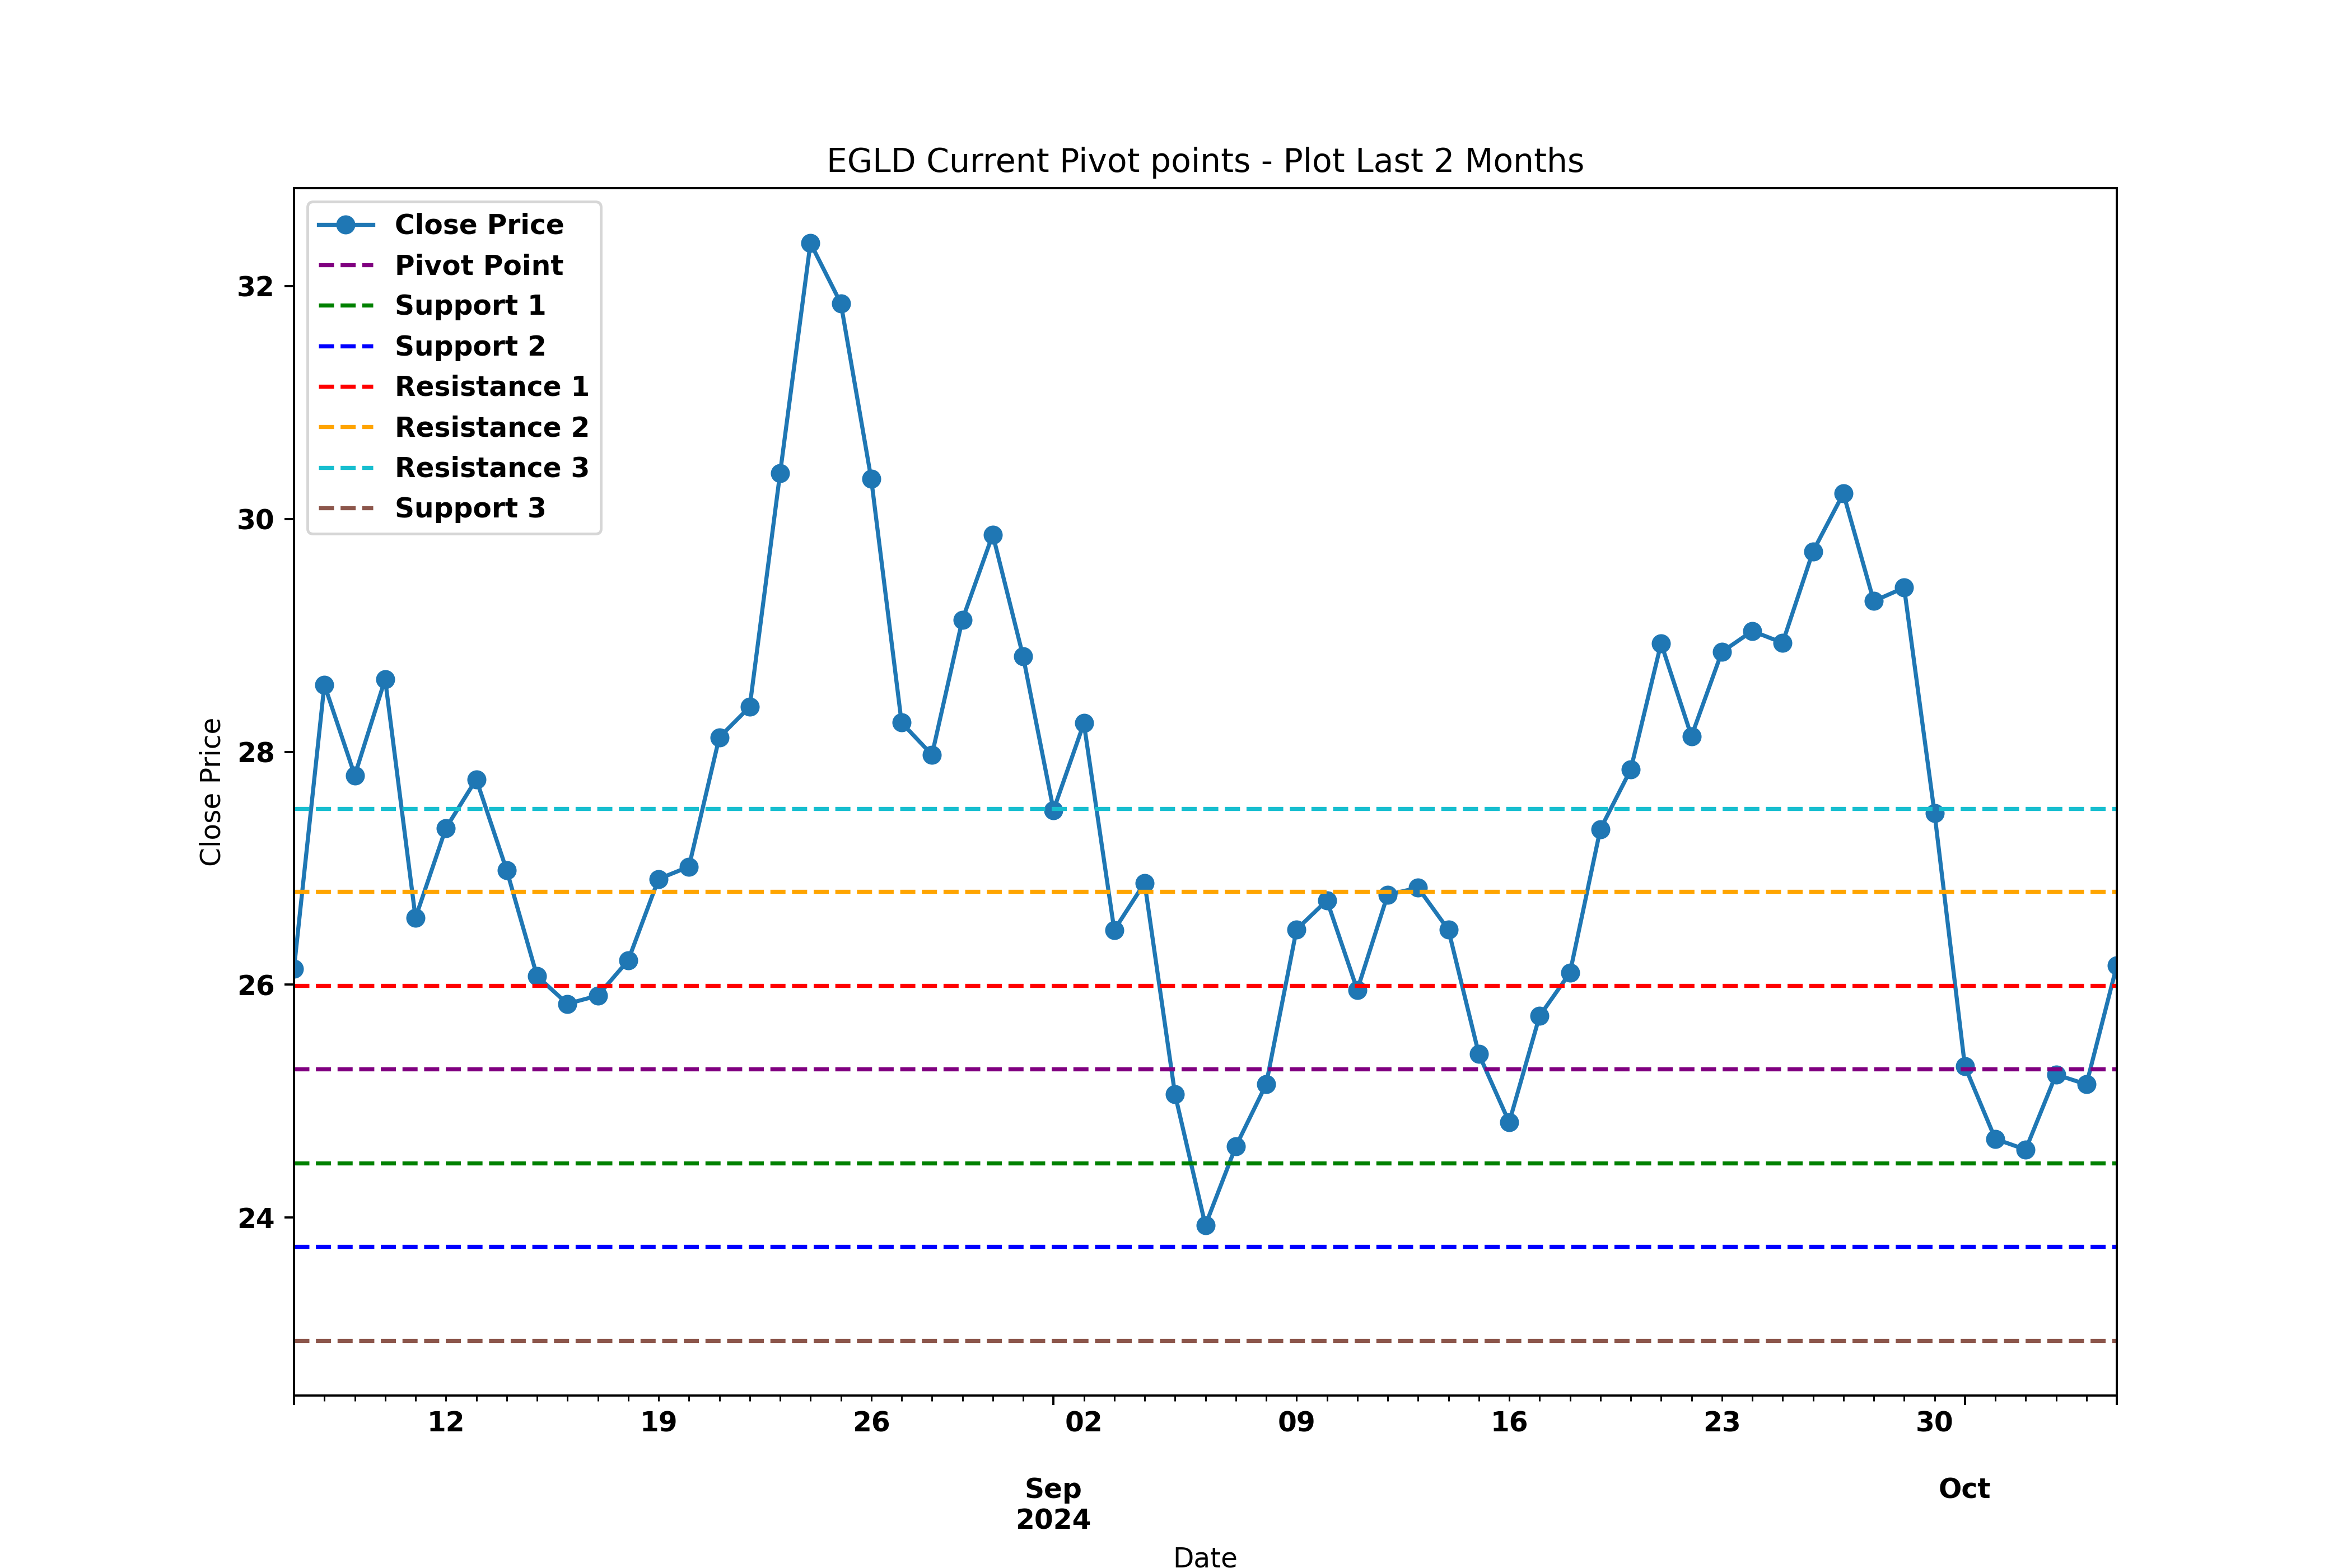 EGLD Current Pivot points - Plot Last 2 Months
Close Price
Pivot Point
Support 1
Support 2
Resistance 1
Resistance 2
Resistance 3
Support 3
32
30
28
26
24
Close Price
12 19 26 02 09 16 23 30
Sep Oct
2024
Date